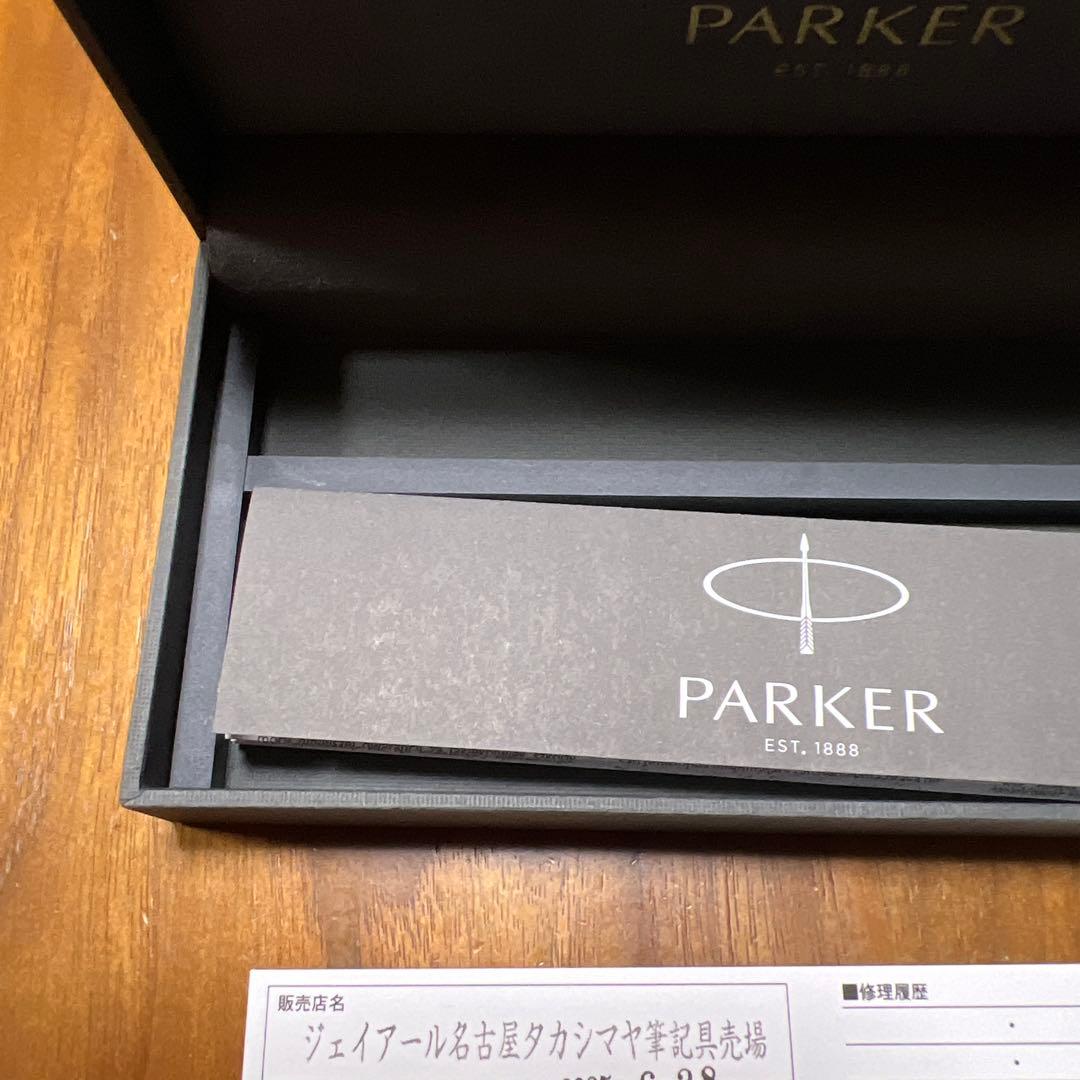 PARKER
EST. 1888
PARKER
EST. 1888
販売店名
ジェイアール名古屋タカシマヤ筆記具売場
■修理履歴